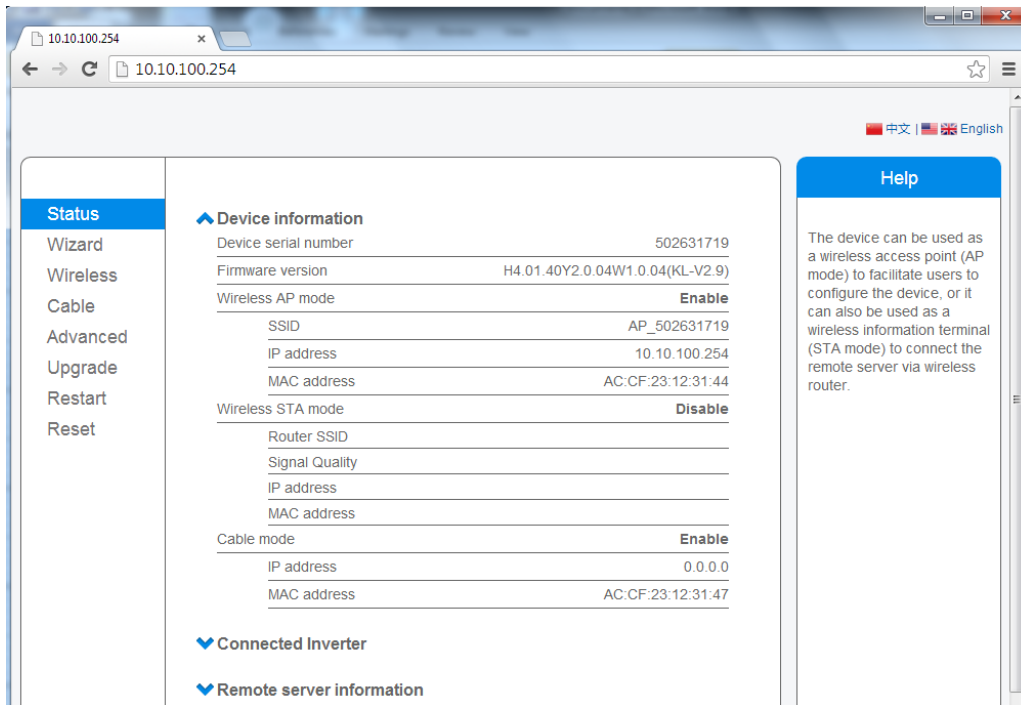 10.10.100.254
10.10.100.254
中文 | English
Status
Wizard
Wireless
Cable
Advanced
Upgrade
Restart
Reset
Device information
Device serial number 502631719
Firmware version H4.01.40Y2.0.04W1.0.04(KL-V2.9)
Wireless AP mode Enable
SSID AP_502631719
IP address 10.10.100.254
MAC address AC:CF:23:12:31:44
Wireless STA mode Disable
Router SSID
Signal Quality
IP address
MAC address
Cable mode Enable
IP address 0.0.0.0
MAC address AC:CF:23:12:31:47
Connected Inverter
Remote server information
Help
The device can be used as
a wireless access point (AP
mode) to facilitate users to
configure the device, or it
can also be used as a
wireless information terminal
(STA mode) to connect the
remote server via wireless
router.